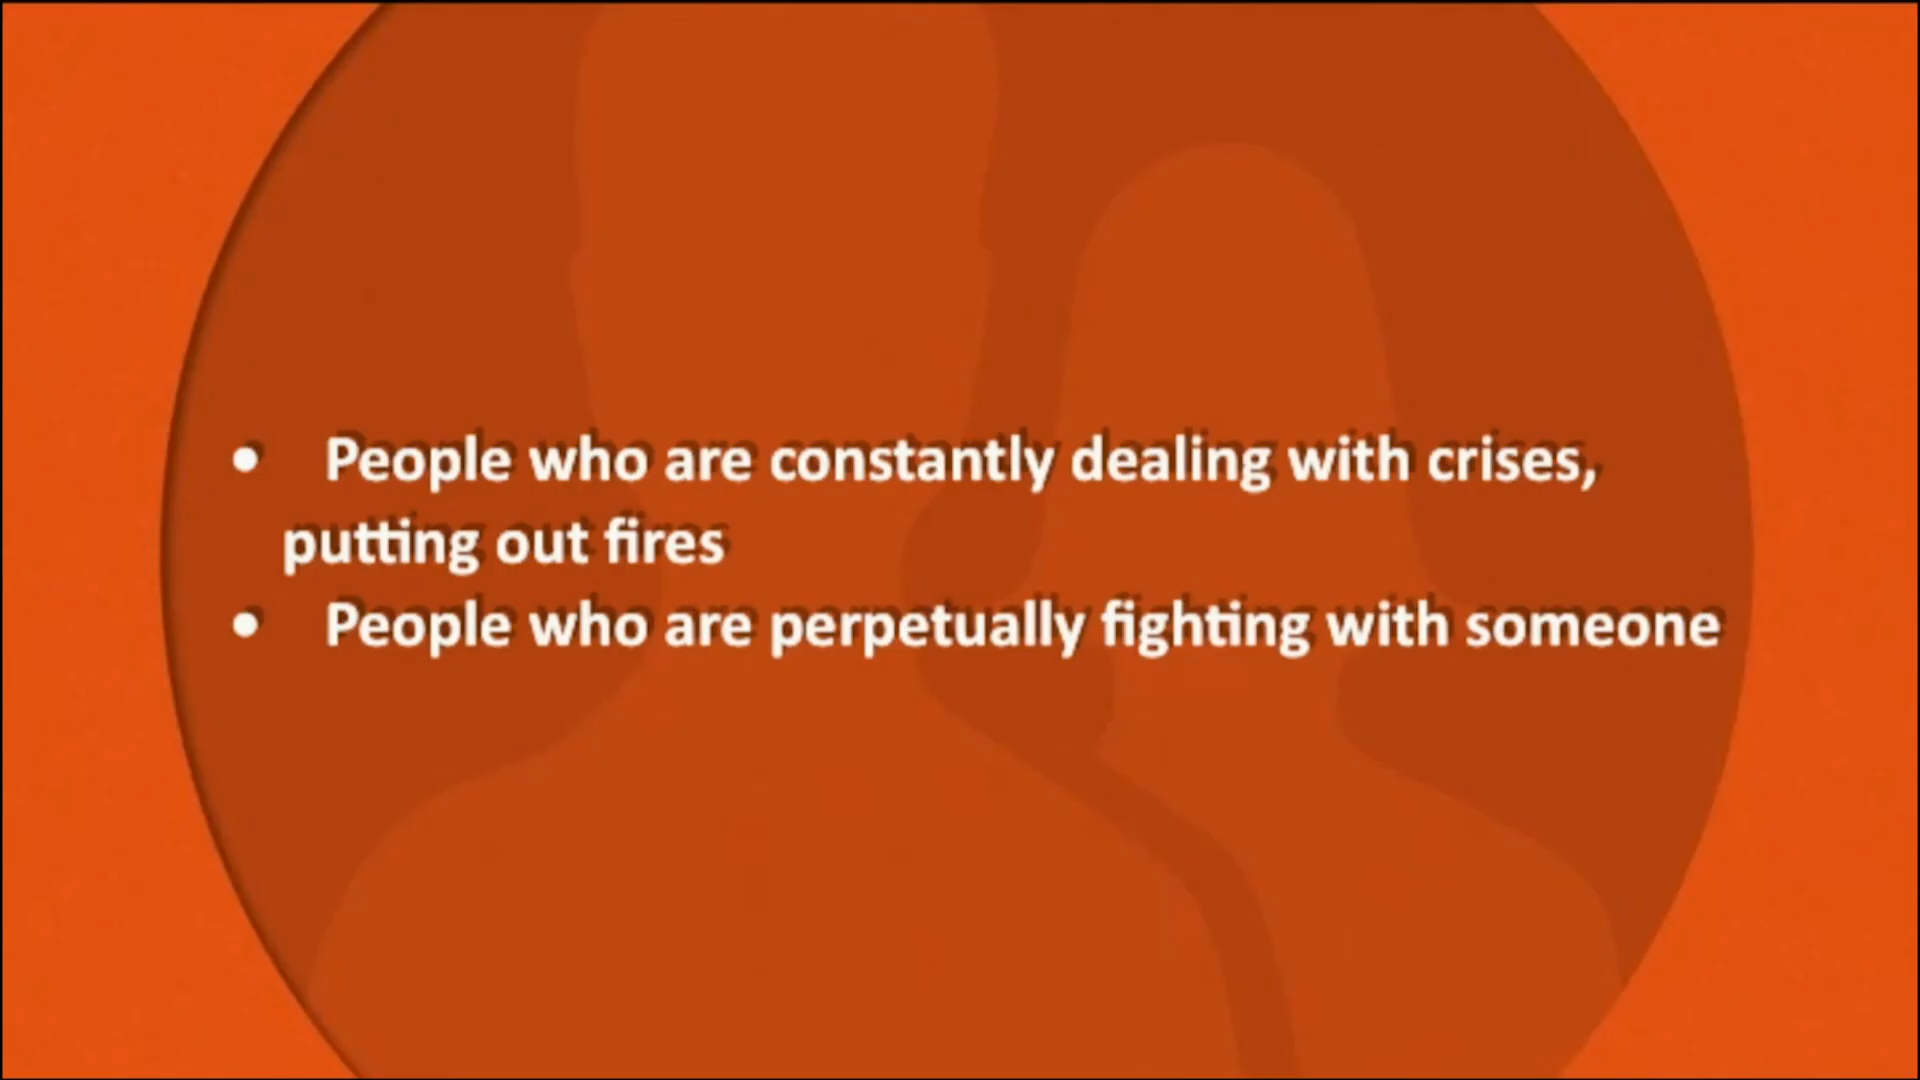 • People who are constantly dealing with crises,
putting out fires
• People who are perpetually fighting with someone